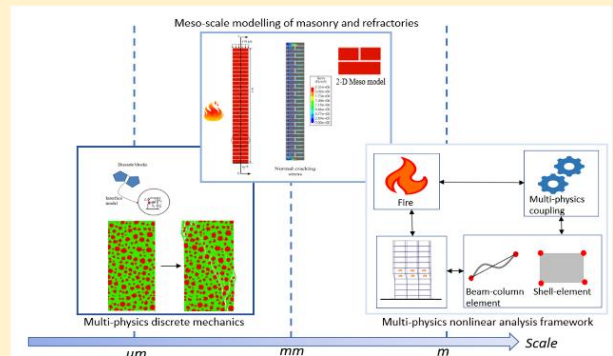 Meso-scale modelling of masonry and refractories
2-D Meso model
Normal cracking
Discrete blocks
Interface
model
Fire
Multi-physics
coupling
Beam-column
element
Shell-element
Multi-physics discrete mechanics
Multi-physics nonlinear analysis framework
μm
mm
m
Scale